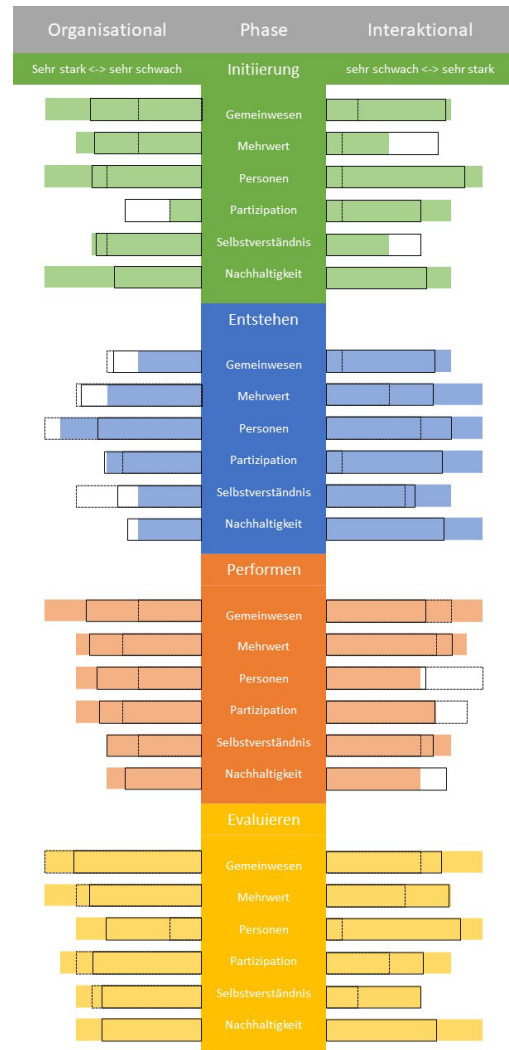 Organisational Phase Interaktional
Sehr stark <-> sehr schwach Initiierung sehr schwach <-> sehr stark
Gemeinwesen
Mehrwert
Personen
Partizipation
Selbstverständnis
Nachhaltigkeit
Entstehen
Gemeinwesen
Mehrwert
Personen
Partizipation
Selbstverständnis
Nachhaltigkeit
Performen
Gemeinwesen
Mehrwert
Personen
Partizipation
Selbstverständnis
Nachhaltigkeit
Evaluieren
Gemeinwesen
Mehrwert
Personen
Partizipation
Selbstverständnis
Nachhaltigkeit